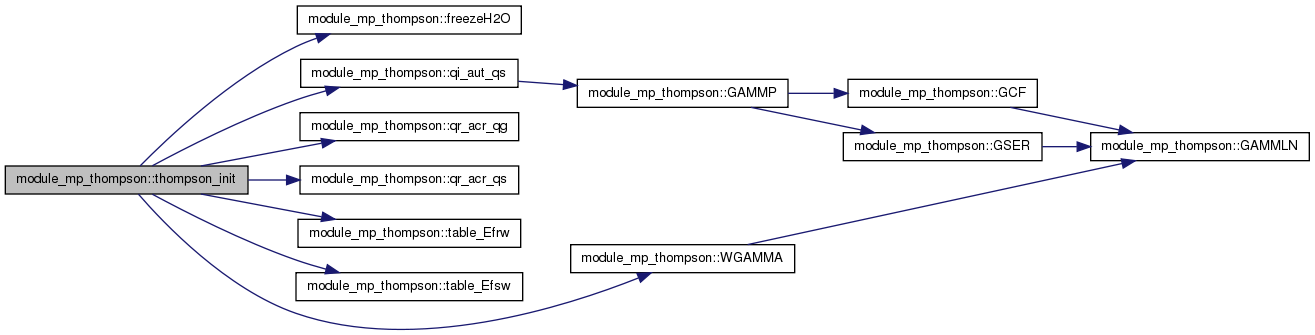 module_mp_thompson::freezeH2O
module_mp_thompson::qi_aut_qs
module_mp_thompson::GAMMP
module_mp_thompson::GCF
module_mp_thompson::qr_acr_qg
module_mp_thompson::GSER
module_mp_thompson::GAMMLN
module_mp_thompson::thompson_init
module_mp_thompson::qr_acr_qs
module_mp_thompson::table_Efrw
module_mp_thompson::WGAMMA
module_mp_thompson::table_Efsw